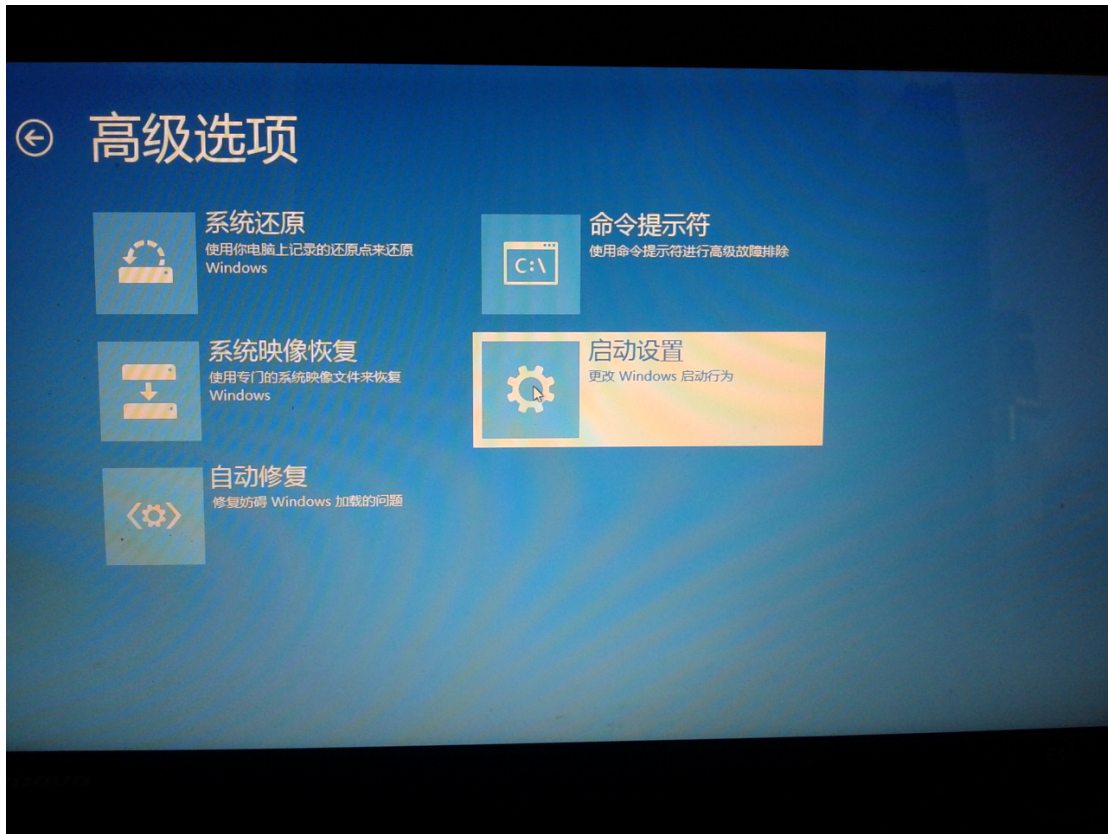 高级选项
系统还原
使用你电脑上记录的还原点来还原
Windows
命令提示符
使用命令提示符进行高级故障排除
C:\
系统映像恢复
使用专门的系统映像文件来恢复
Windows
启动设置
更改 Windows 启动行为
自动修复
修复妨碍 Windows 加载的问题